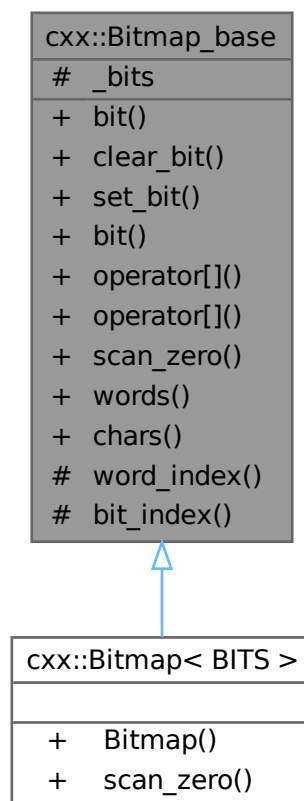 cxx::Bitmap_base
# _bits
+ bit()
+ clear_bit()
+ set_bit()
+ bit()
+ operator[]()
+ operator[]()
+ scan_zero()
+ words()
+ chars()
# word_index()
# bit_index()
cxx::Bitmap< BITS >
+ Bitmap()
+ scan_zero()